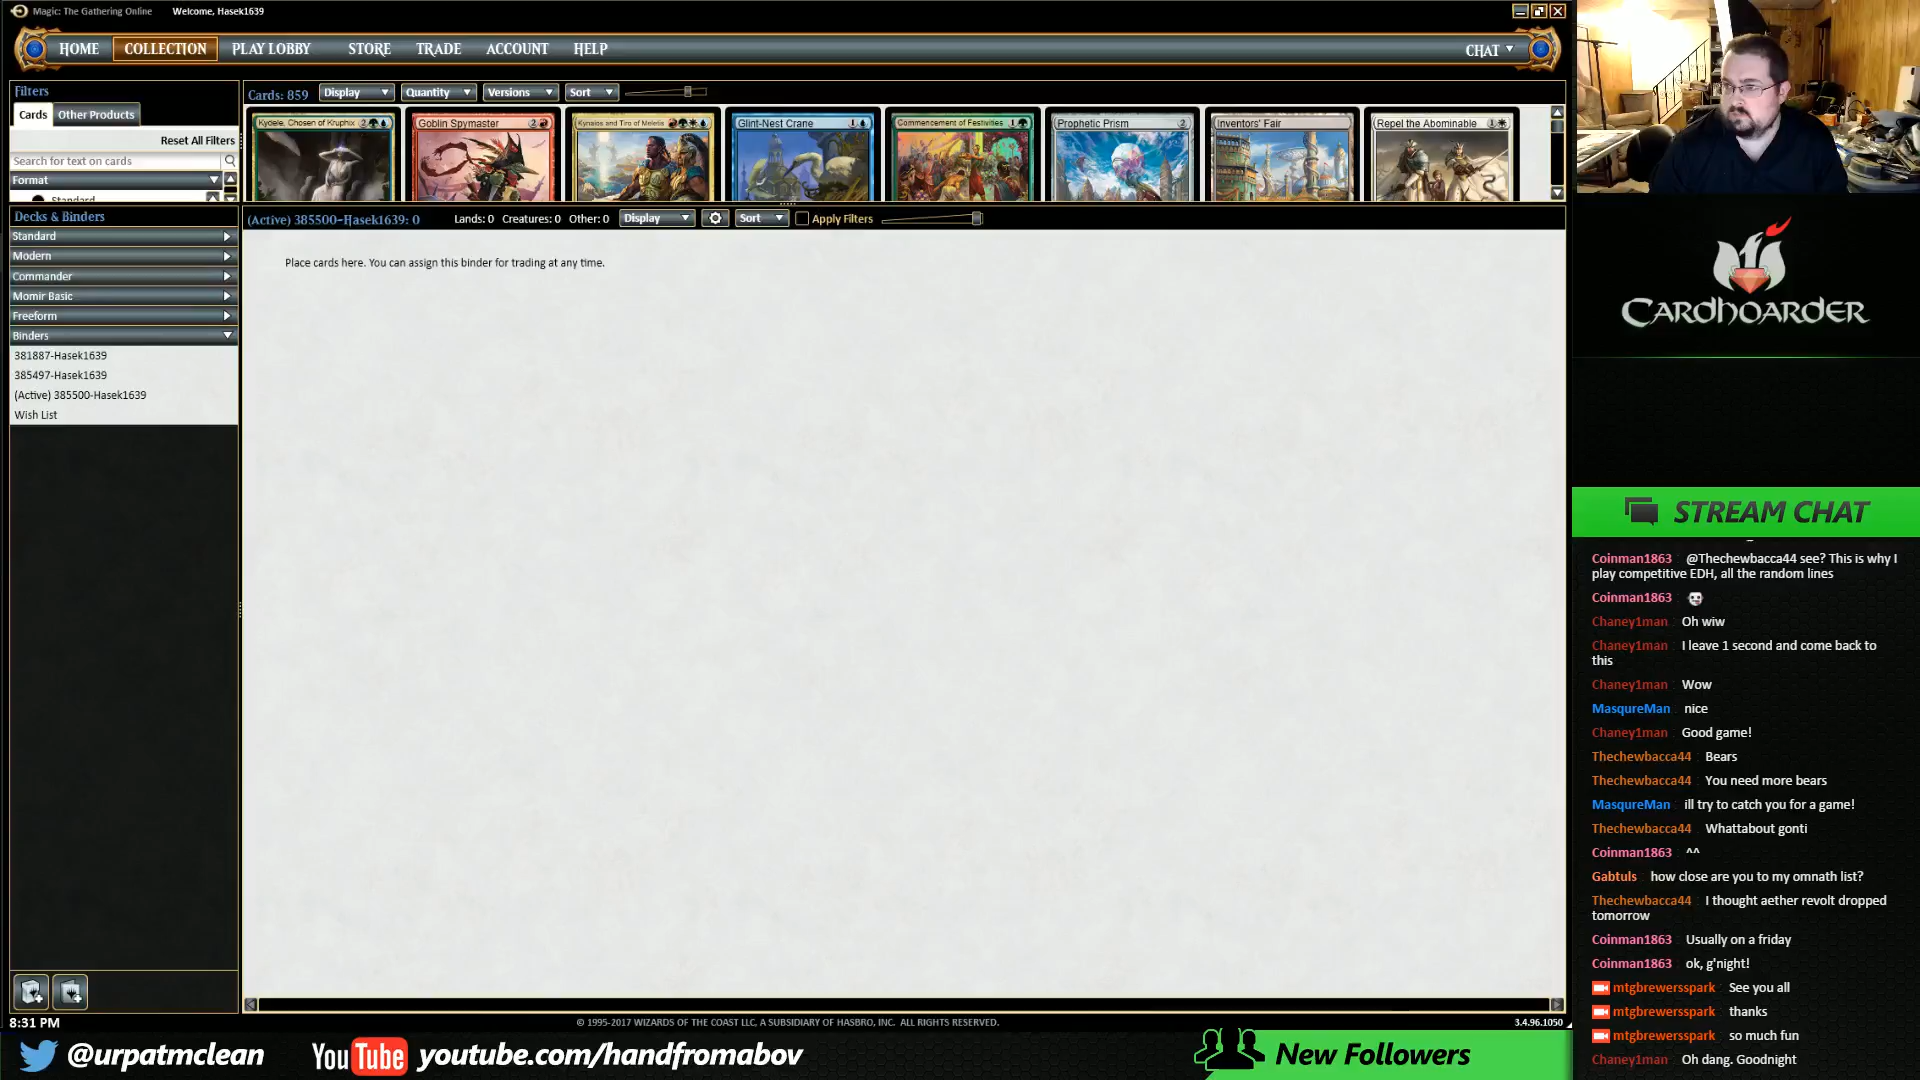 Magic: The Gathering Online Welcome, Hasek1639
HOME COLLECTION PLAY LOBBY STORE TRADE ACCOUNT HELP CHAT
Filters
Cards Other Products
Reset All Filters
Search for text on cards
Format
Standard
Cards: 859 Display Quantity Versions Sort
Kydele, Chosen of Kruphix 2
Goblin Spymaster 2
Kynaios and Tiro of Meletis
Glint-Nest Crane 1
Commencement of Festivities 1
Prophetic Prism 2
Inventors' Fair
Repel the Abominable 1
Decks & Binders
Standard
Modern
Commander
Momir Basic
Freeform
Binders
381887-Hasek1639
385497-Hasek1639
(Active) 385500-Hasek1639
Wish List
(Active) 385500-Hasek1639: 0 Lands: 0 Creatures: 0 Other: 0 Display Sort Apply Filters
Place cards here. You can assign this binder for trading at any time.
8:31 PM
© 1995-2017 WIZARDS OF THE COAST LLC, A SUBSIDIARY OF HASBRO, INC. ALL RIGHTS RESERVED.
3.4.96.1050
CARDHOARDER
STREAM CHAT
Coinman1863 @Thechewbacca44 see? This is why I
play competitive EDH, all the random lines
Coinman1863
Chaney1man Oh wiw
Chaney1man I leave 1 second and come back to
this
Chaney1man Wow
MasqureMan nice
Chaney1man Good game!
Thechewbacca44 Bears
Thechewbacca44 You need more bears
MasqureMan ill try to catch you for a game!
Thechewbacca44 Whattabout gonti
Coinman1863 ^^
Gabtuls how close are you to my omnath list?
Thechewbacca44 I thought aether revolt dropped
tomorrow
Coinman1863 Usually on a friday
Coinman1863 ok, g'night!
mtgbrewersspark See you all
mtgbrewersspark thanks
mtgbrewersspark so much fun
Chaney1man Oh dang. Goodnight
@urpatmclean YouTube youtube.com/handfromabov New Followers